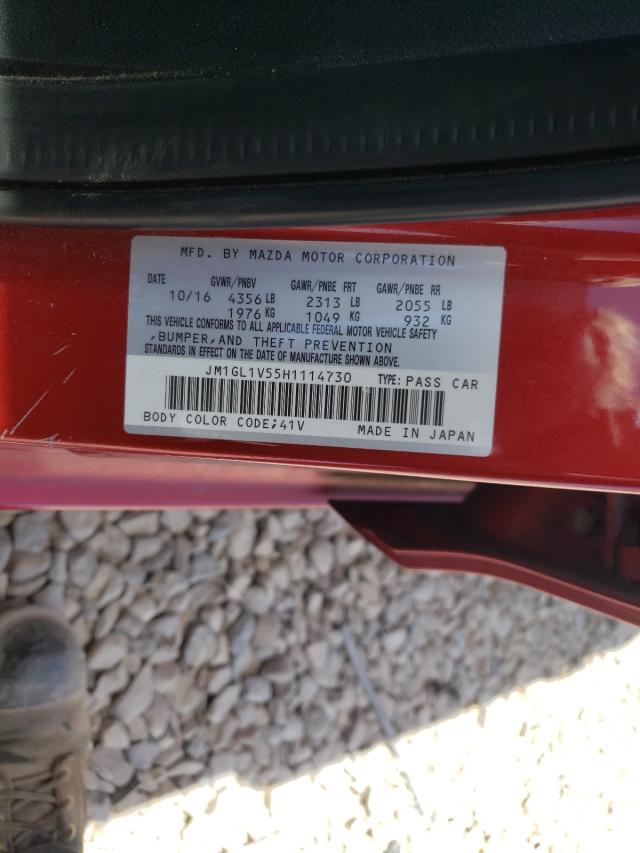 MFD. BY MAZDA MOTOR CORPORATION
DATE GVWR/PNBV GAWR/PNBE FRT GAWR/PNBE RR
10/16 4356 LB 2313 LB 2055 LB
1976 KG 1049 KG 932 KG
THIS VEHICLE CONFORMS TO ALL APPLICABLE FEDERAL MOTOR VEHICLE SAFETY
,BUMPER,AND THEFT PREVENTION
STANDARDS IN EFFECT ON THE DATE OF MANUFACTURE SHOWN ABOVE.
JM1GL1V55H1114730 TYPE: PASS CAR
BODY COLOR CODE;41V MADE IN JAPAN